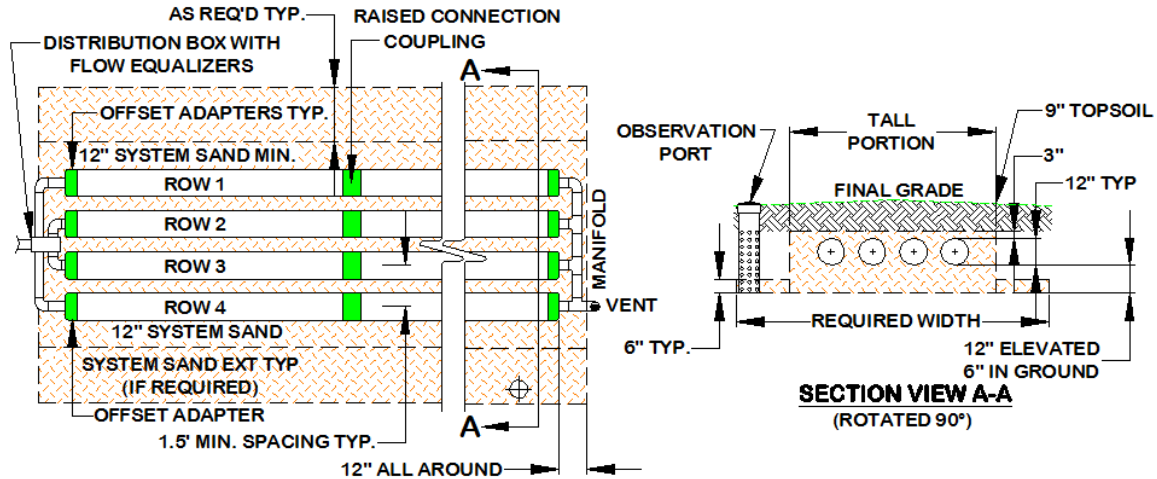 AS REQ'D TYP.
RAISED CONNECTION
COUPLING
DISTRIBUTION BOX WITH
FLOW EQUALIZERS
A
OFFSET ADAPTERS TYP.
12" SYSTEM SAND MIN.
ROW 1
ROW 2
ROW 3
ROW 4
MANIFOLD
VENT
12" SYSTEM SAND
SYSTEM SAND EXT TYP
(IF REQUIRED)
OFFSET ADAPTER
1.5' MIN. SPACING TYP.
A
12" ALL AROUND
OBSERVATION
PORT
TALL
PORTION
9" TOPSOIL
3"
12" TYP
FINAL GRADE
REQUIRED WIDTH
6" TYP.
12" ELEVATED
6" IN GROUND
SECTION VIEW A-A
(ROTATED 90°)